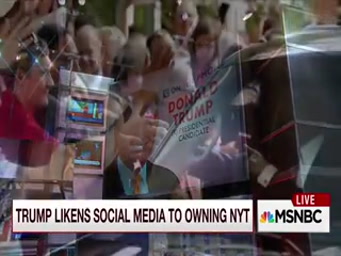 DONALD
TRUMP
PRESIDENTIAL
CANDIDATE
LIVE
TRUMP LIKENS SOCIAL MEDIA TO OWNING NYT
MSNBC